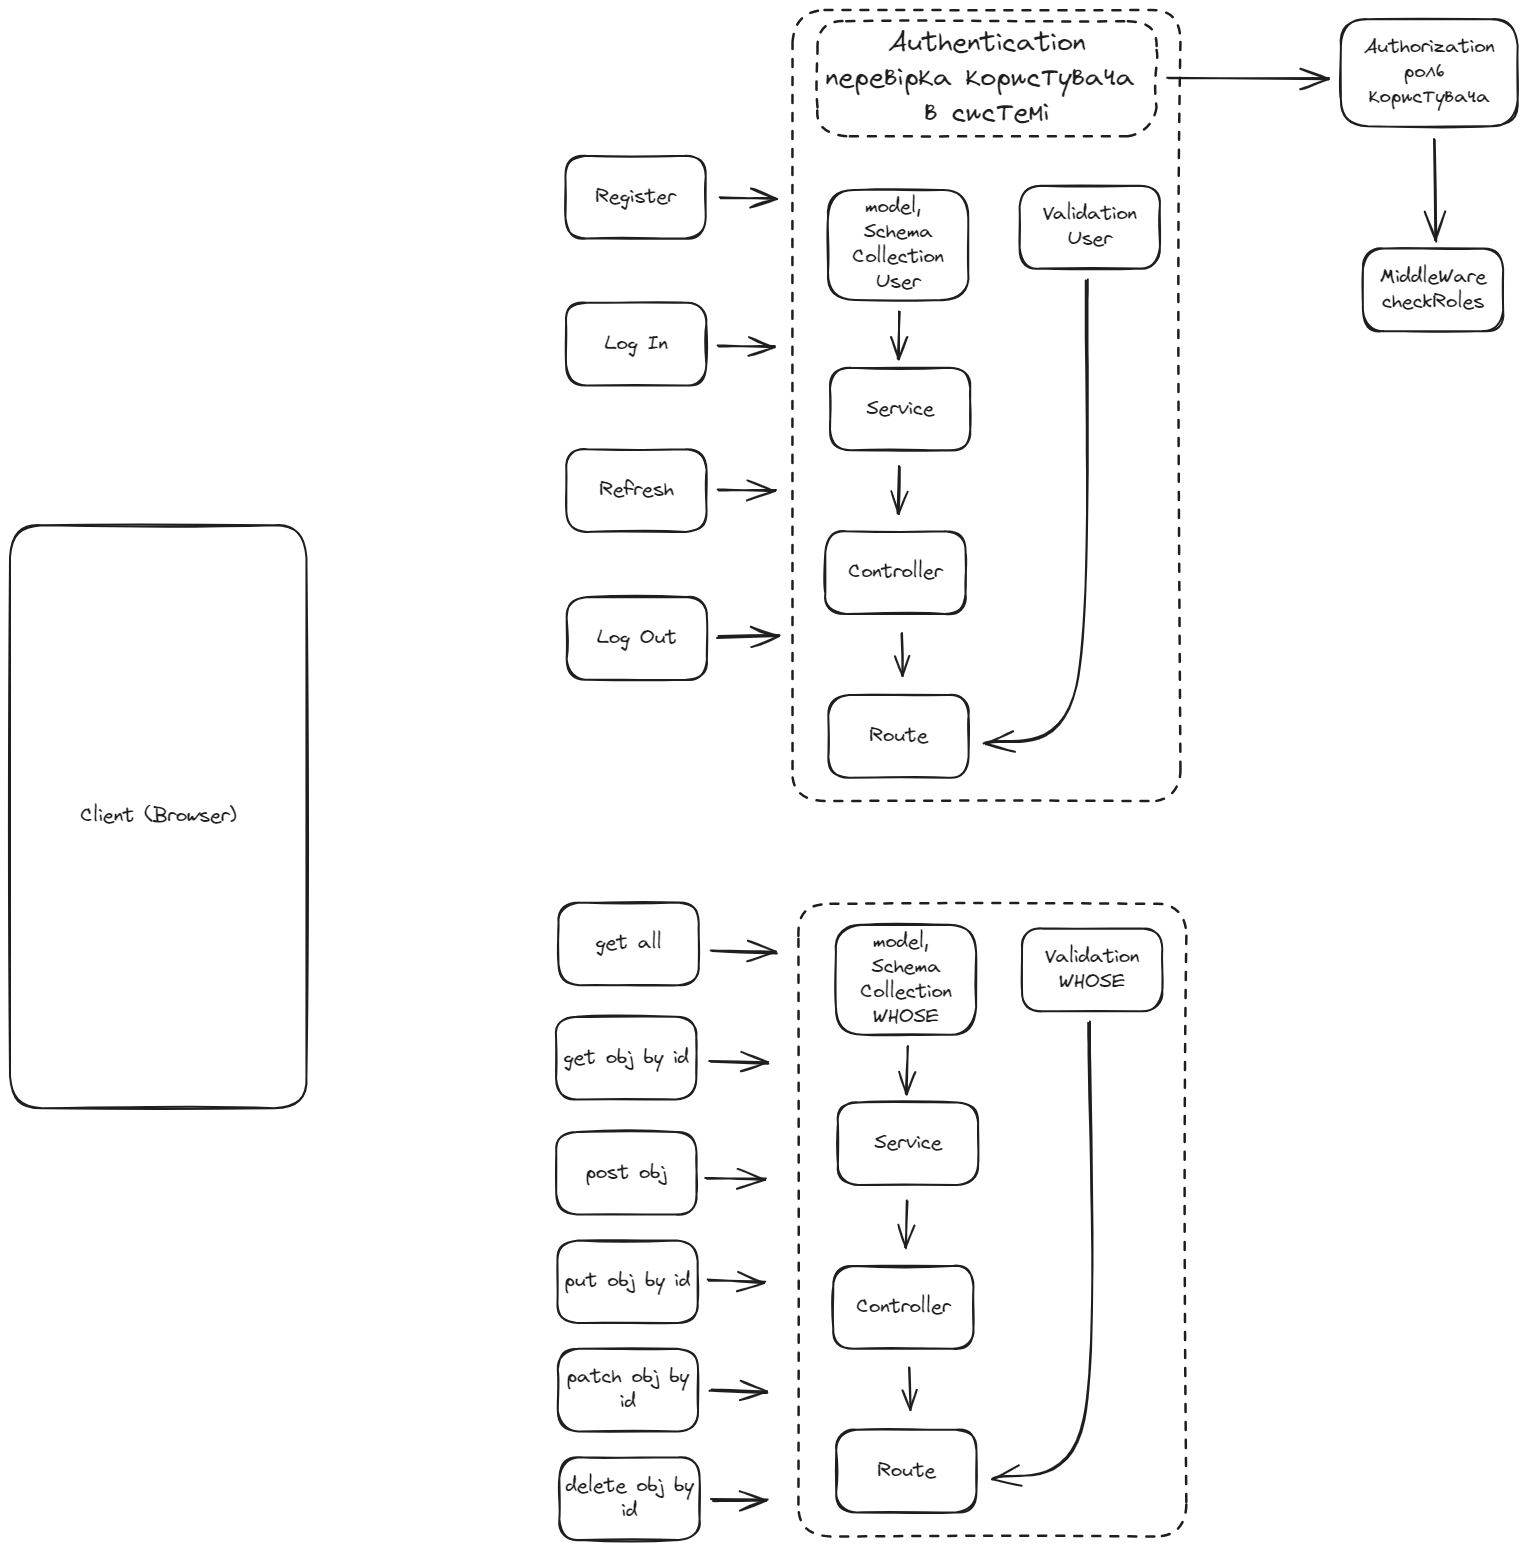 Authentication
перевірка користувача
в системі
Authorization
роль
користувача
Register
model,
Schema
Collection
User
Validation
User
MiddleWare
checkRoles
Log In
Service
Refresh
Controller
Log Out
Route
Client (Browser)
get all
model,
Schema
Collection
WHOSE
Validation
WHOSE
get obj by id
Service
post obj
put obj by id
Controller
patch obj by
id
Route
delete obj by
id